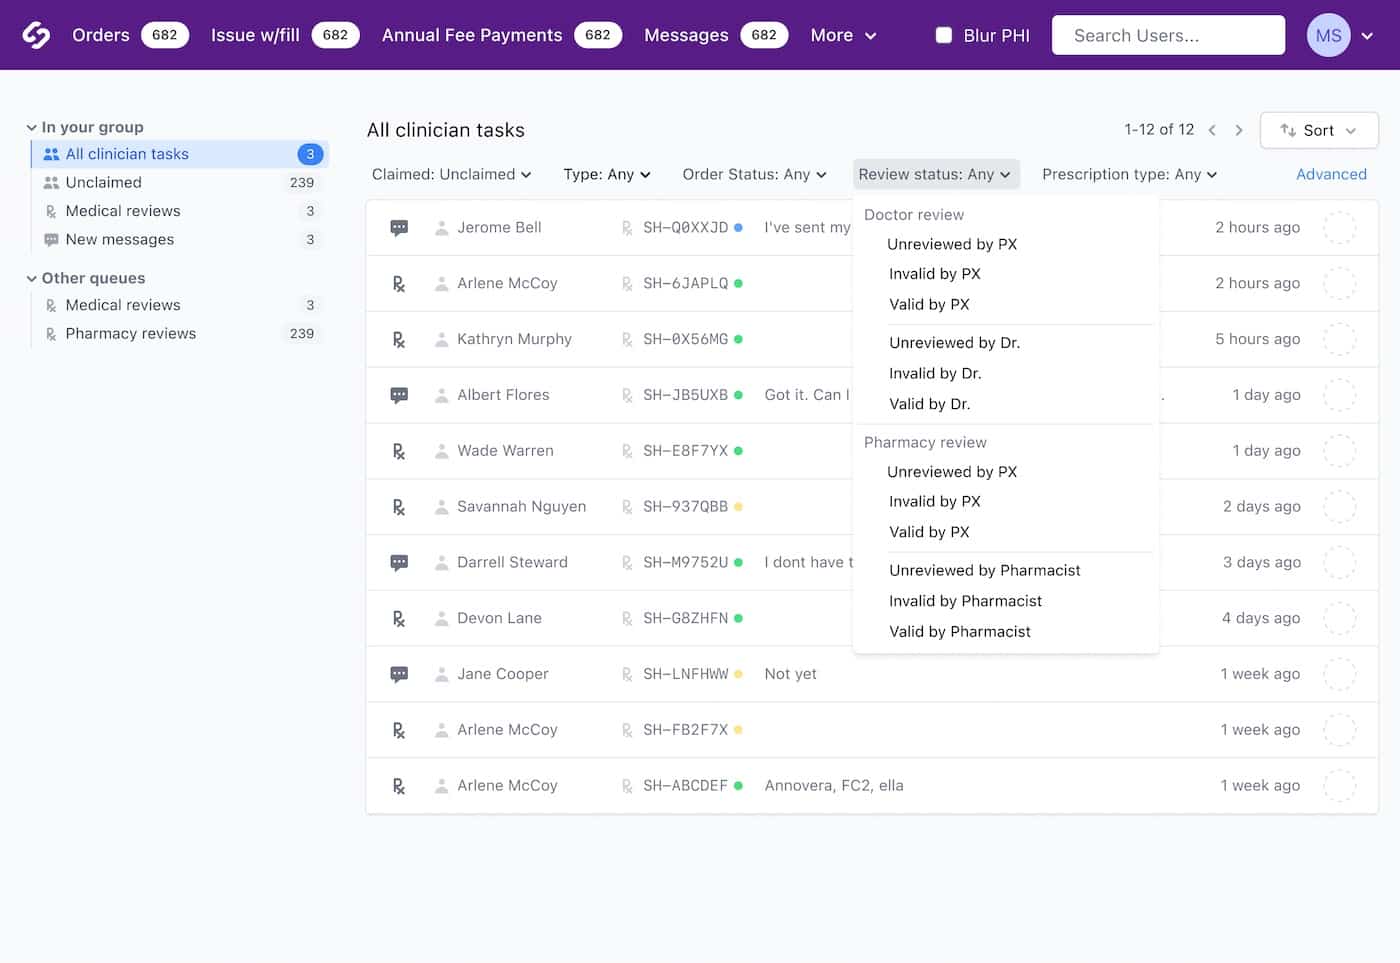 Orders 682 Issue w/fill 682 Annual Fee Payments 682 Messages 682 More Blur PHI Search Users... MS
In your group
All clinician tasks 3
Unclaimed 239
Medical reviews 3
New messages 3
Other queues
Medical reviews 3
Pharmacy reviews 239
All clinician tasks 1-12 of 12 Sort
Claimed: Unclaimed Type: Any Order Status: Any Review status: Any Prescription type: Any Advanced
Jerome Bell SH-Q0XXJD I've sent my 2 hours ago
Arlene McCoy SH-6JAPLQ 2 hours ago
Kathryn Murphy SH-0X56MG 5 hours ago
Albert Flores SH-JB5UXB Got it. Can I . 1 day ago
Wade Warren SH-E8F7YX 1 day ago
Savannah Nguyen SH-937QBB 2 days ago
Darrell Steward SH-M9752U I dont have t 3 days ago
Devon Lane SH-G8ZHFN 4 days ago
Jane Cooper SH-LNFHWW Not yet 1 week ago
Arlene McCoy SH-FB2F7X 1 week ago
Arlene McCoy SH-ABCDEF Annovera, FC2, ella 1 week ago
Doctor review
Unreviewed by PX
Invalid by PX
Valid by PX
Unreviewed by Dr.
Invalid by Dr.
Valid by Dr.
Pharmacy review
Unreviewed by PX
Invalid by PX
Valid by PX
Unreviewed by Pharmacist
Invalid by Pharmacist
Valid by Pharmacist